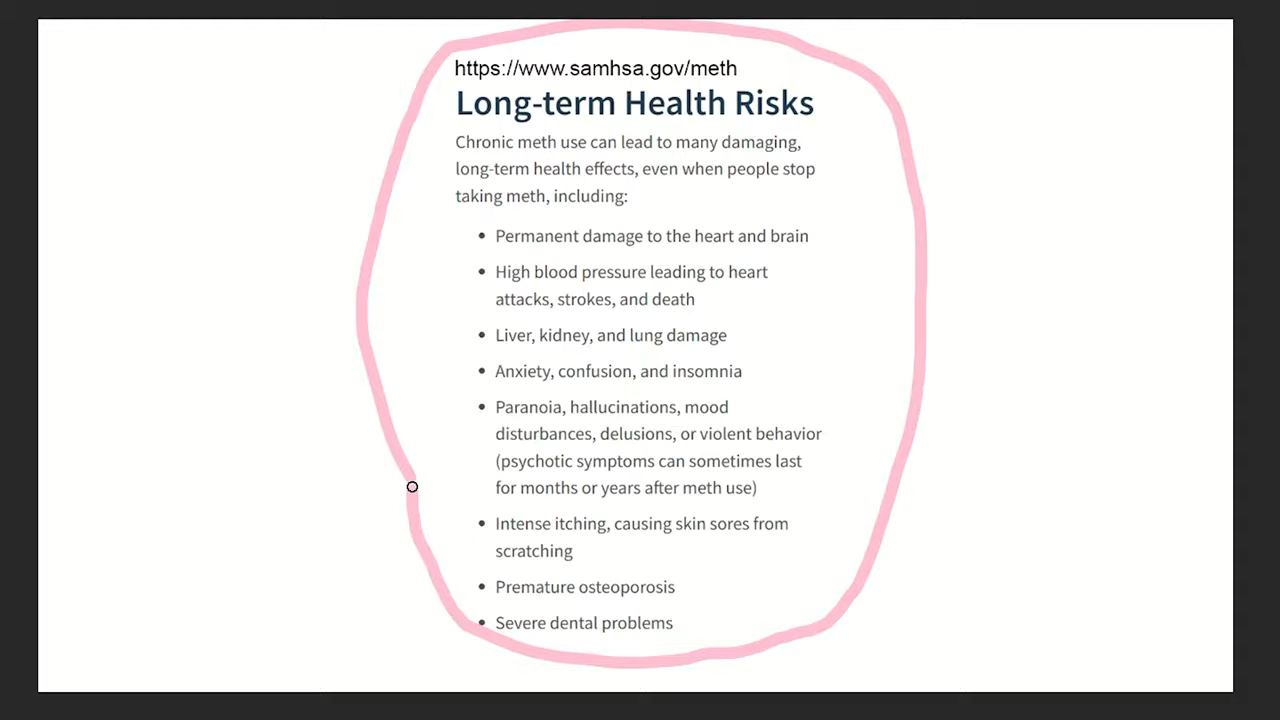 https://www.samhsa.gov/meth
Long-term Health Risks
Chronic meth use can lead to many damaging,
long-term health effects, even when people stop
taking meth, including:
• Permanent damage to the heart and brain
• High blood pressure leading to heart
attacks, strokes, and death
• Liver, kidney, and lung damage
• Anxiety, confusion, and insomnia
• Paranoia, hallucinations, mood
disturbances, delusions, or violent behavior
(psychotic symptoms can sometimes last
for months or years after meth use)
• Intense itching, causing skin sores from
scratching
• Premature osteoporosis
• Severe dental problems